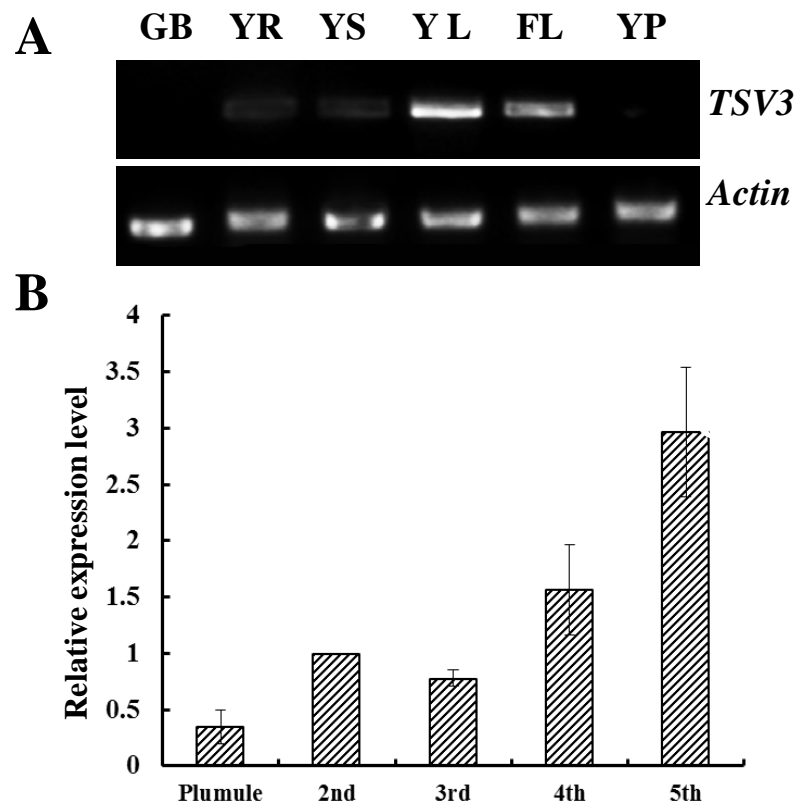 A
GB YR YS Y L FL YP
TSV3
Actin
B
Relative expression level
4
3.5
3
2.5
2
1.5
1
0.5
0
Plumule 2nd 3rd 4th 5th